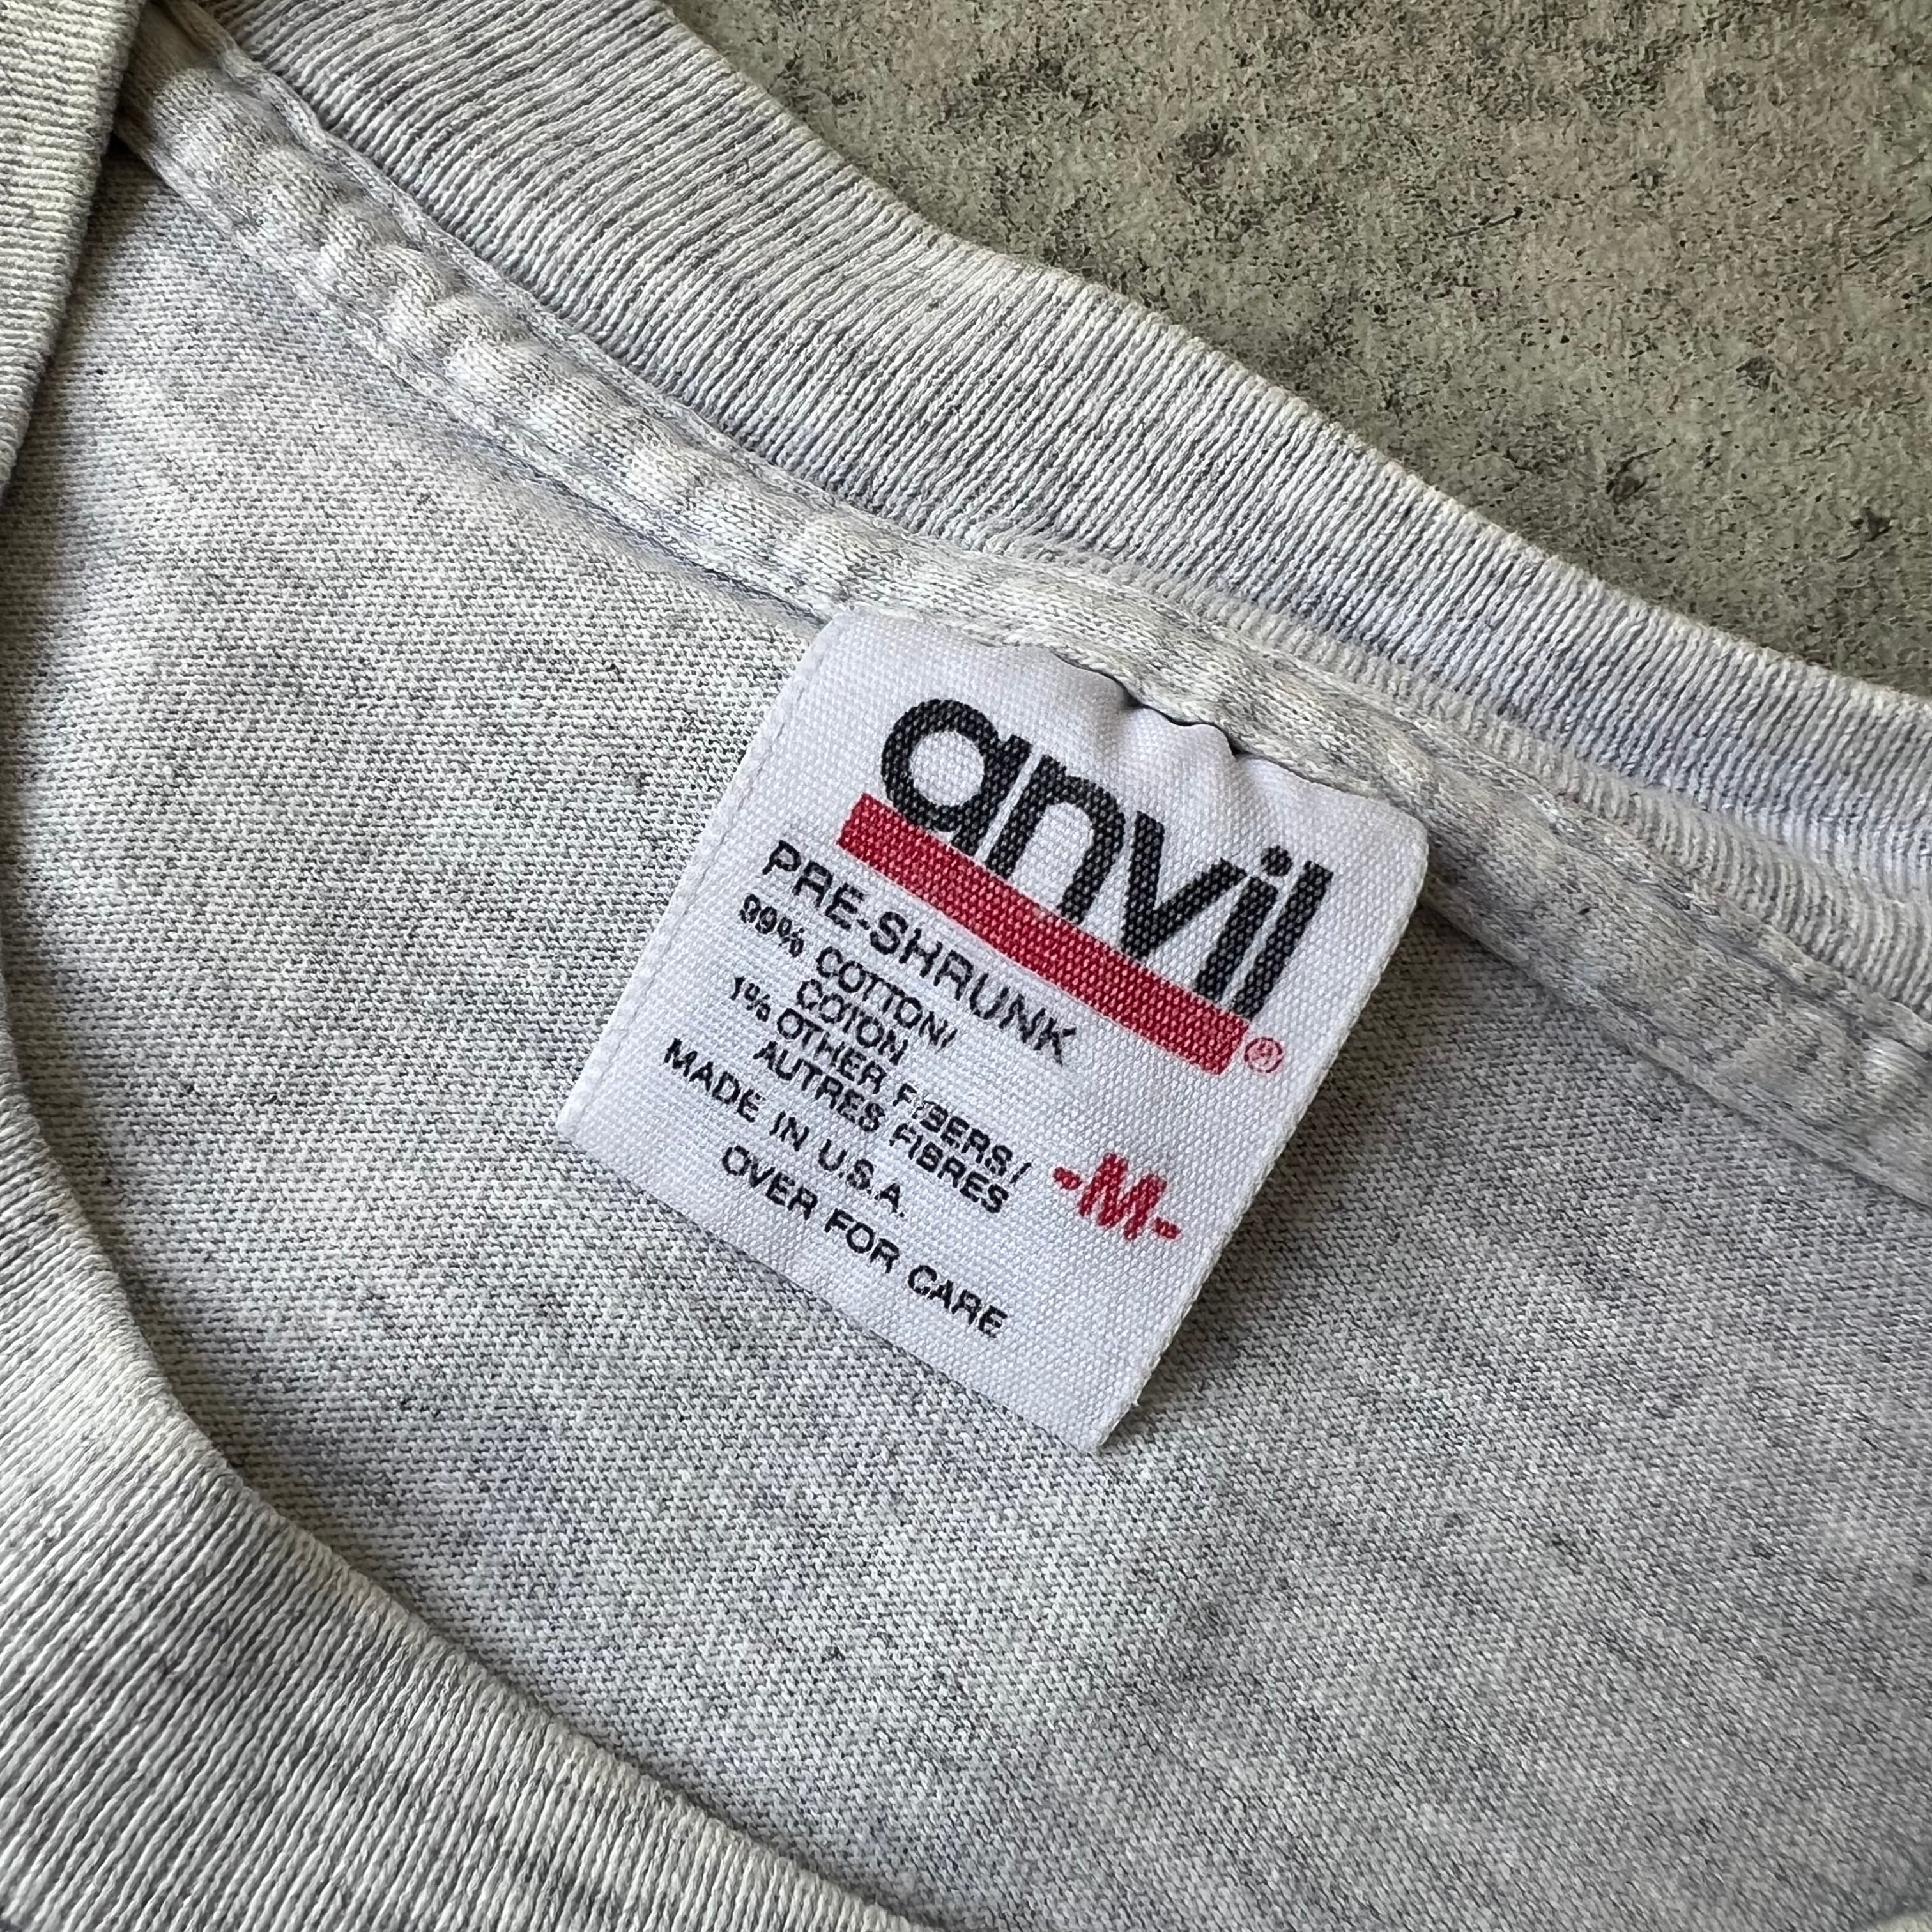 anvil ®
PRE-SHRUNK
99% COTTON/
COTON
1% OTHER FIBERS/
AUTRES FIBRES
-M-
MADE IN U.S.A.
OVER FOR CARE